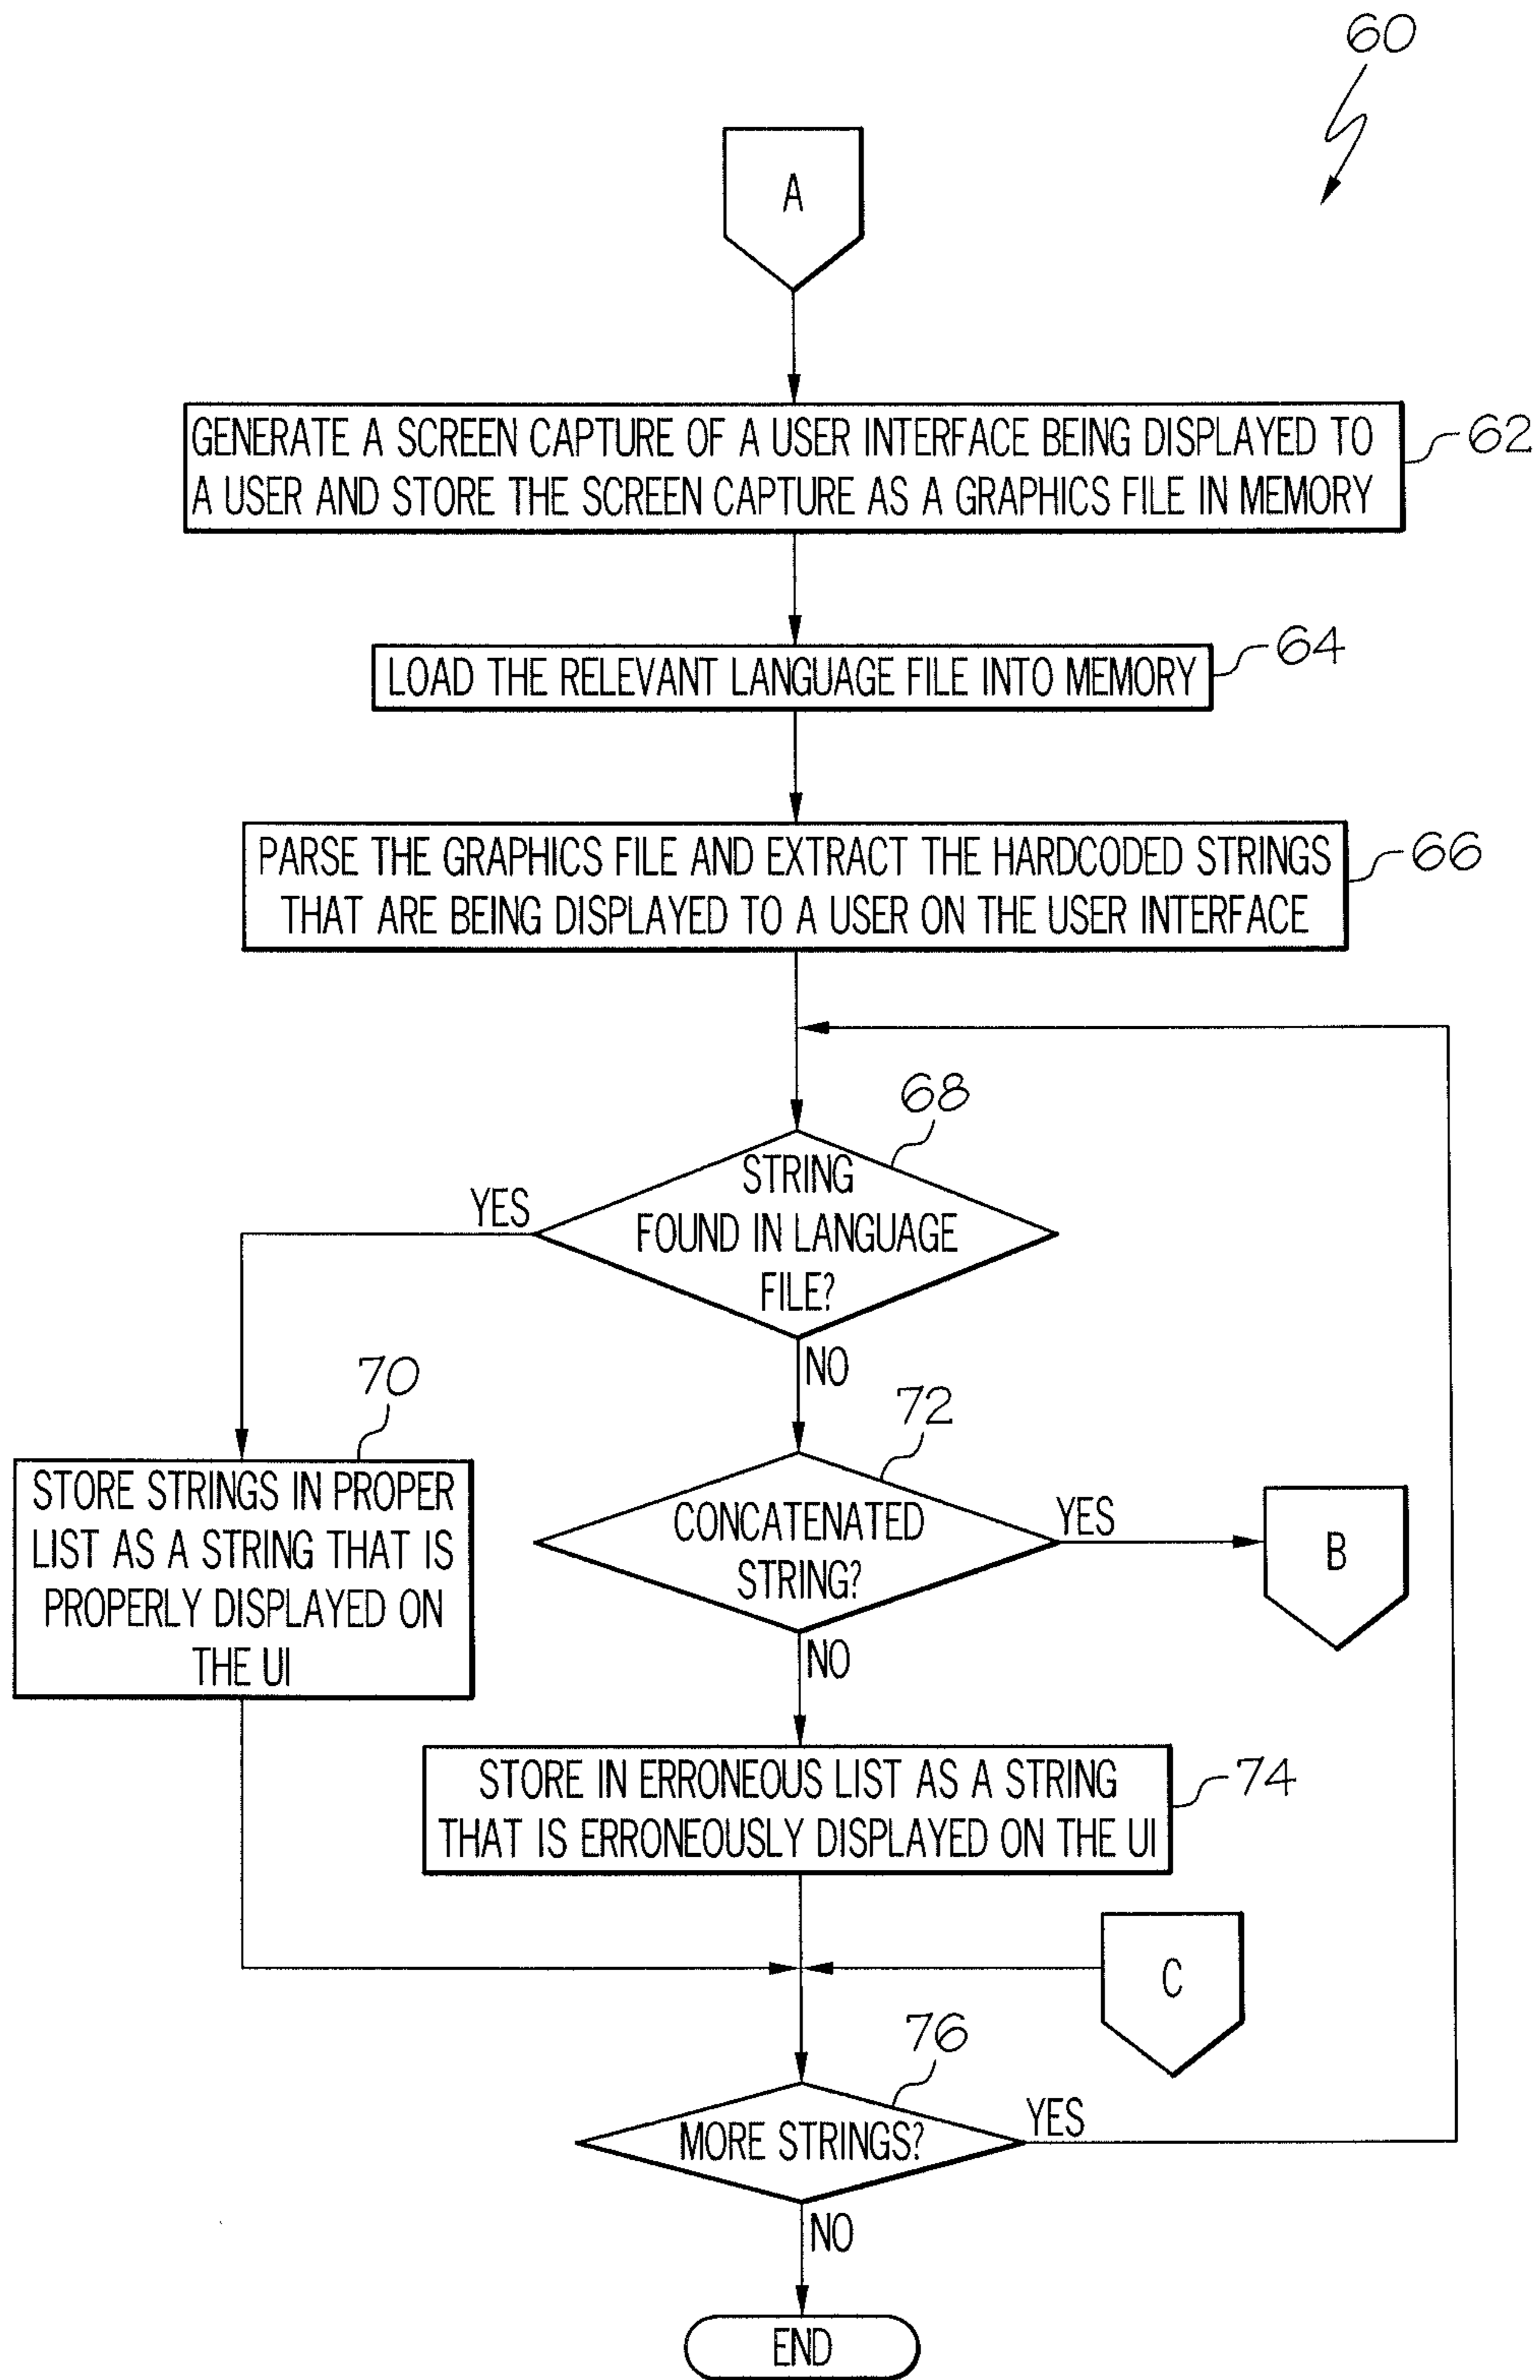 60
A
GENERATE A SCREEN CAPTURE OF A USER INTERFACE BEING DISPLAYED TO
A USER AND STORE THE SCREEN CAPTURE AS A GRAPHICS FILE IN MEMORY
62
LOAD THE RELEVANT LANGUAGE FILE INTO MEMORY
64
PARSE THE GRAPHICS FILE AND EXTRACT THE HARDCODED STRINGS
THAT ARE BEING DISPLAYED TO A USER ON THE USER INTERFACE
66
68
STRING
FOUND IN LANGUAGE
FILE?
YES
NO
70
STORE STRINGS IN PROPER
LIST AS A STRING THAT IS
PROPERLY DISPLAYED ON
THE UI
72
CONCATENATED
STRING?
YES
B
NO
STORE IN ERRONEOUS LIST AS A STRING
THAT IS ERRONEOUSLY DISPLAYED ON THE UI
74
C
76
MORE STRINGS?
YES
NO
END